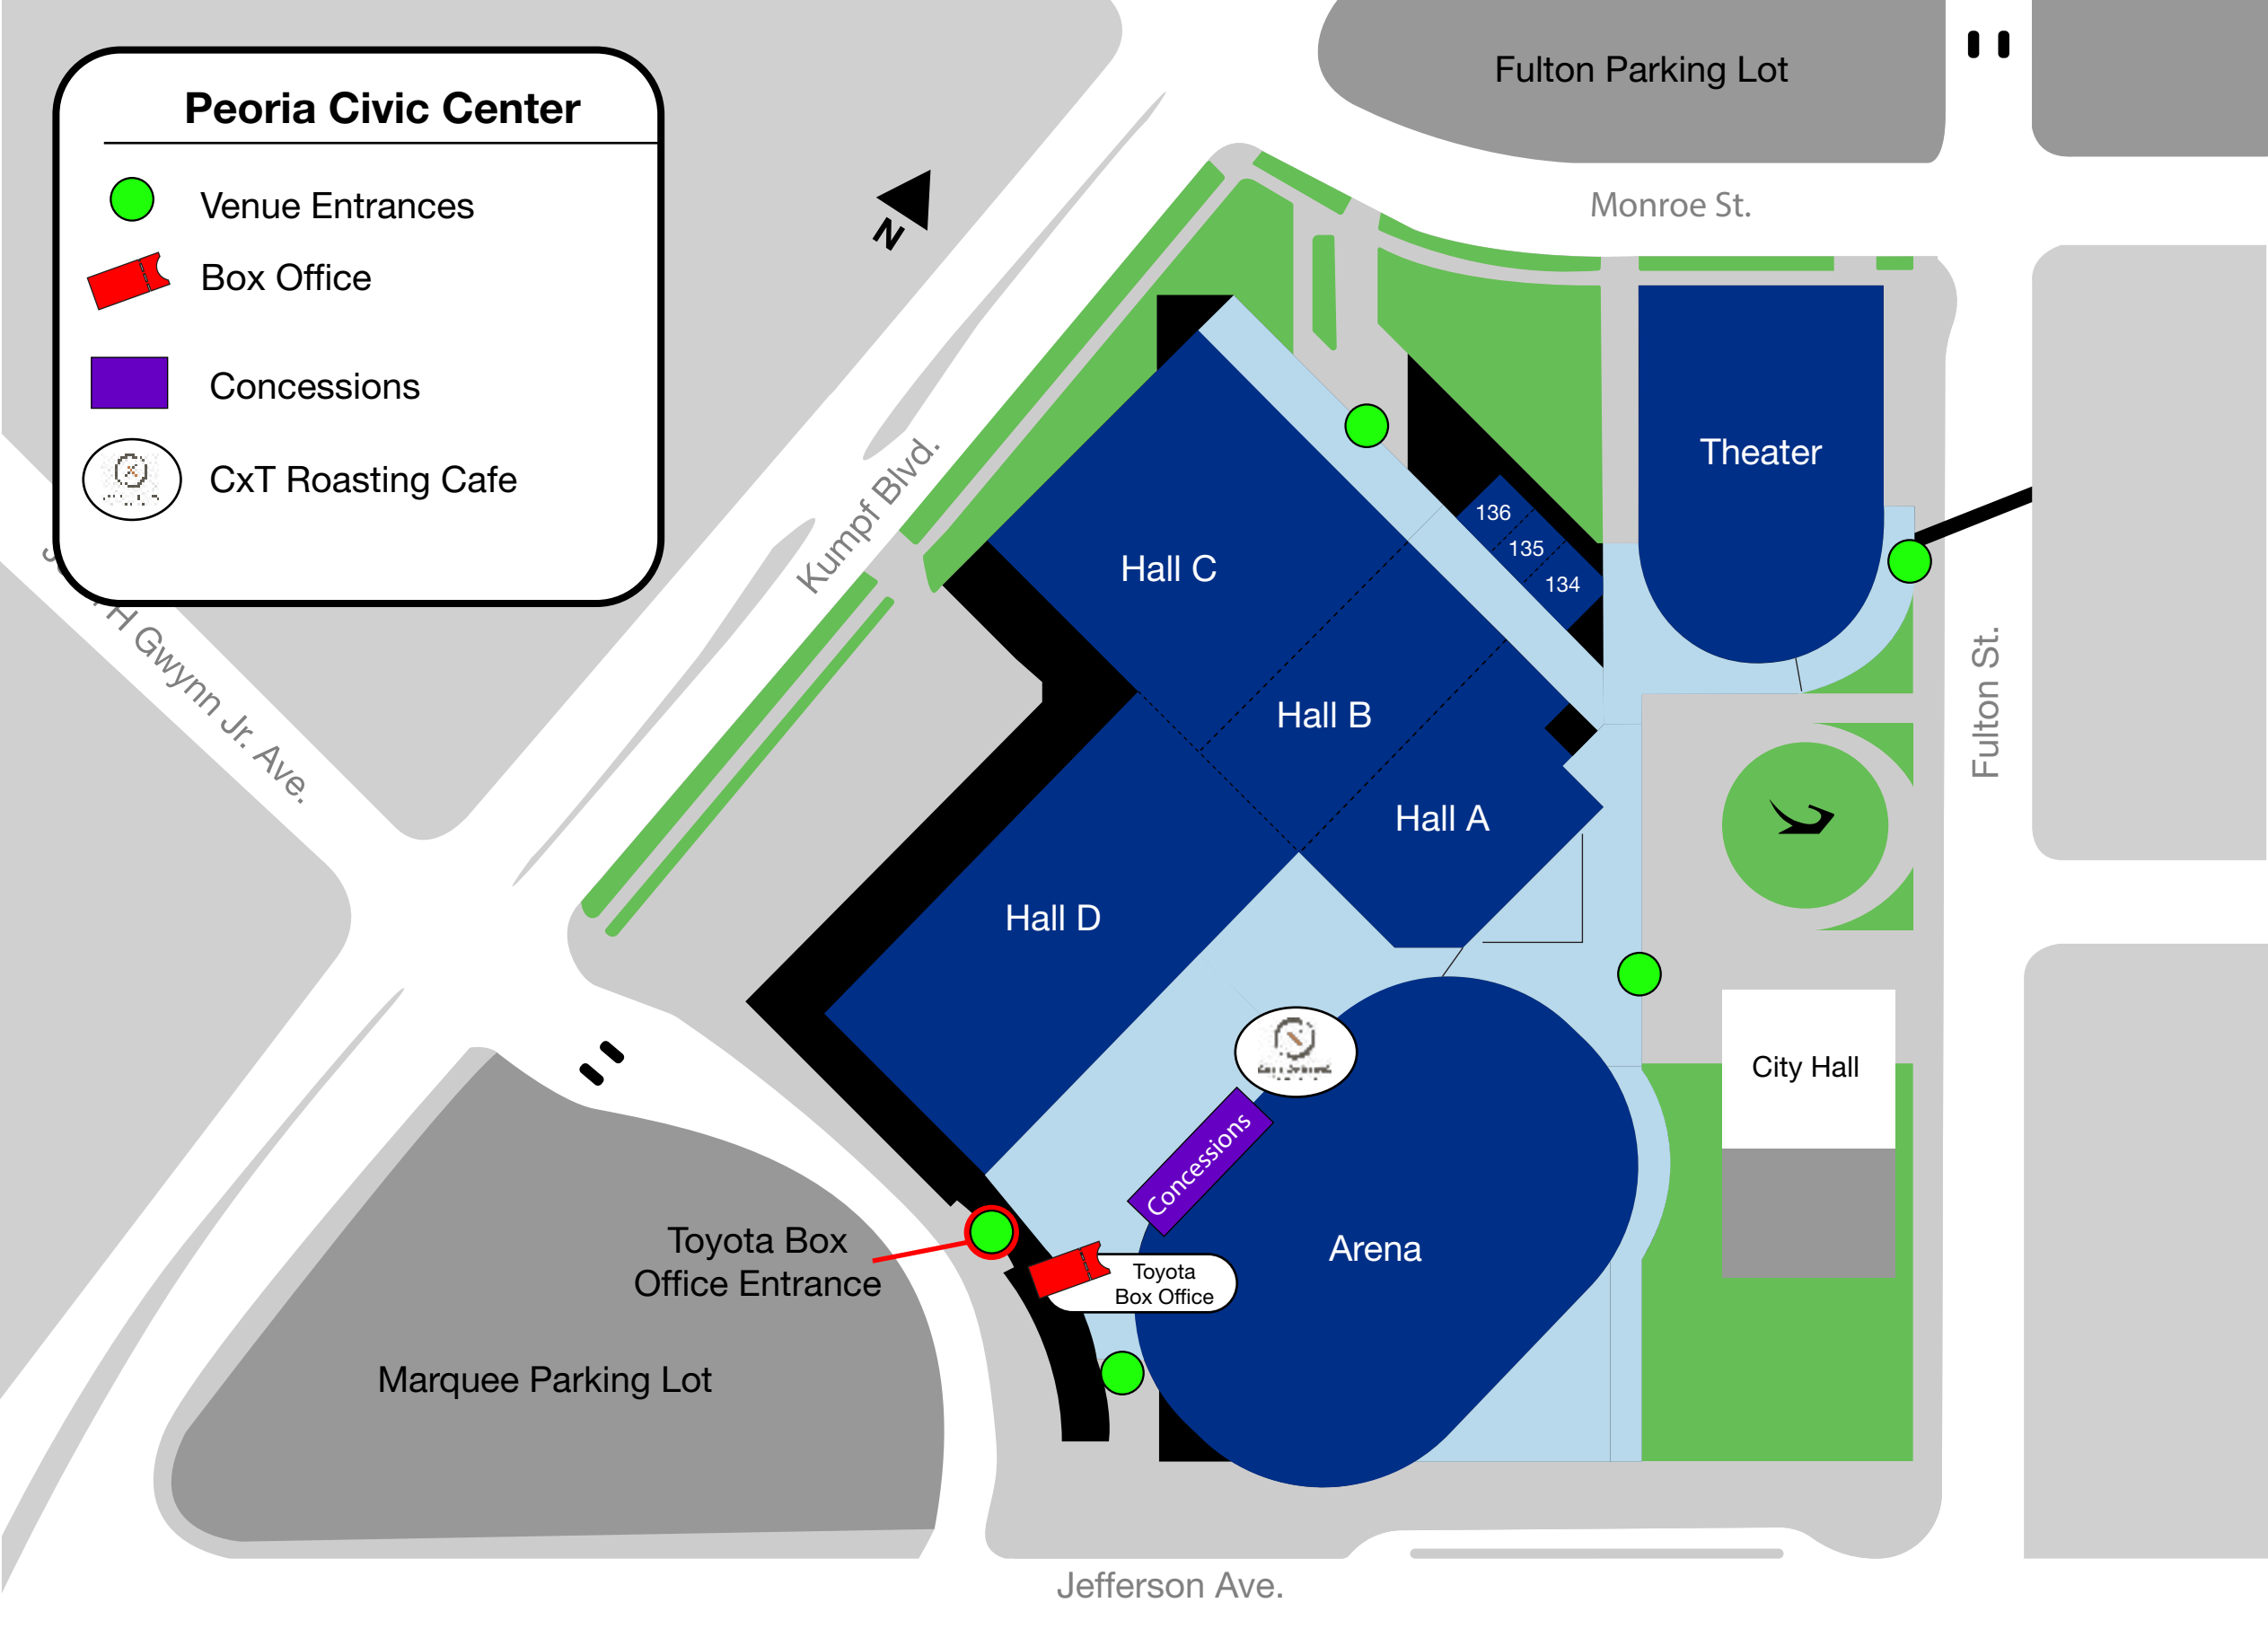 Peoria Civic Center
Venue Entrances
Box Office
Concessions
CxT Roasting Cafe
Fulton Parking Lot
Monroe St.
N
Kumpf Blvd.
H Gwynn Jr. Ave.
Theater
136
135
134
Hall C
Hall B
Hall A
Hall D
Fulton St.
City Hall
Concessions
Arena
Toyota Box
Office Entrance
Toyota
Box Office
Marquee Parking Lot
Jefferson Ave.